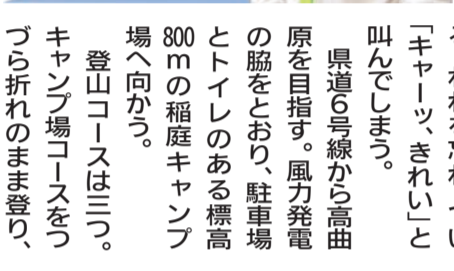 「キャーッ、きれい」と
叫んでしまう。
県道6号線から高曲
原を目指す。風力発電
の脇をとおり、駐車場
とトイレのある標高
800mの稲庭キャンプ
場へ向かう。
登山コースは三つ。
キャンプ場コースをつ
づら折れのまま登り、